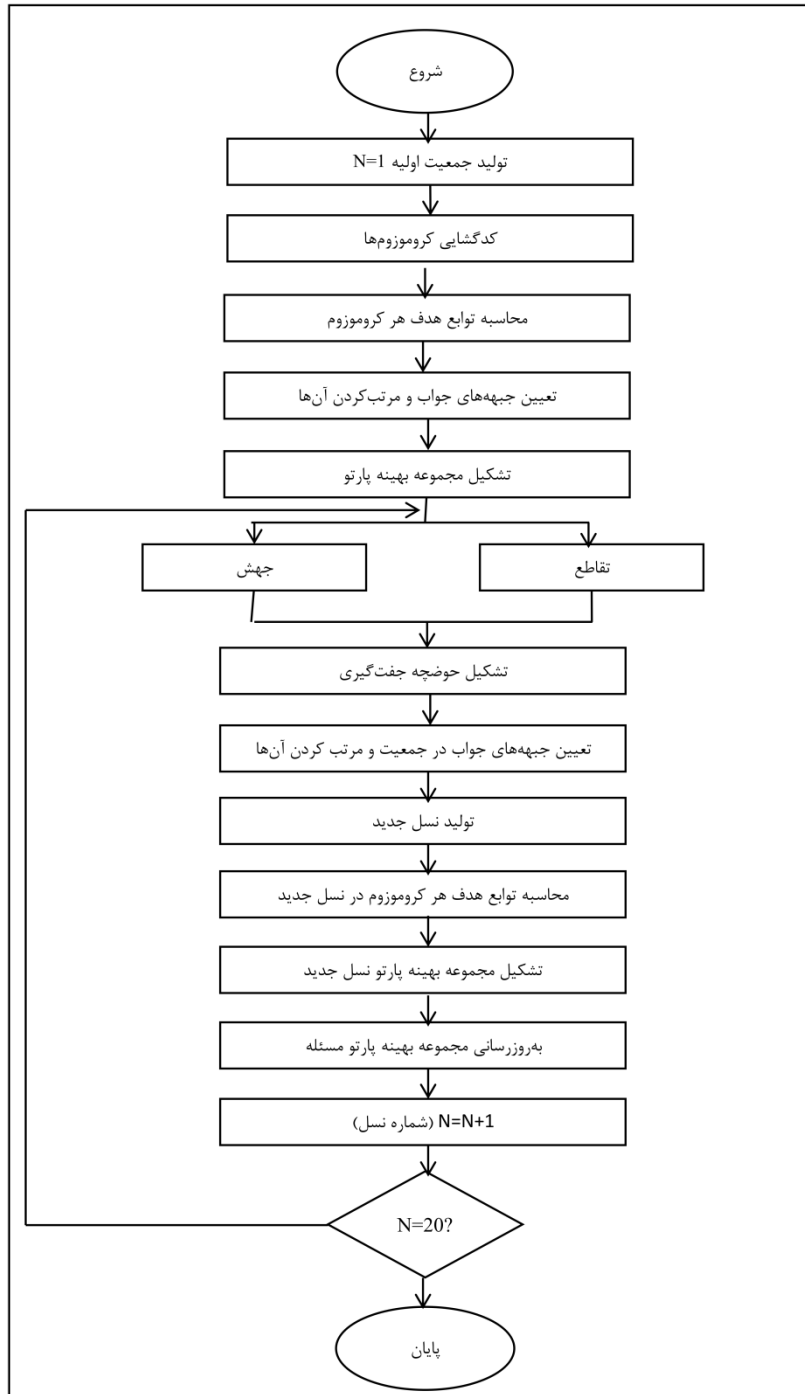 شروع
تولید جمعیت اولیه N=1
کدگشایی کروموزوم‌ها
محاسبه توابع هدف هر کروموزوم
تعیین جبهه‌های جواب و مرتب‌کردن آن‌ها
تشکیل مجموعه بهینه پارتو
تقاطع
جهش
تشکیل حوضچه جفت‌گیری
تعیین جبهه‌های جواب در جمعیت و مرتب کردن آن‌ها
تولید نسل جدید
محاسبه توابع هدف هر کروموزوم در نسل جدید
تشکیل مجموعه بهینه پارتو نسل جدید
به‌روزرسانی مجموعه بهینه پارتو مسئله
N=N+1 (شماره نسل)
N=20?
پایان